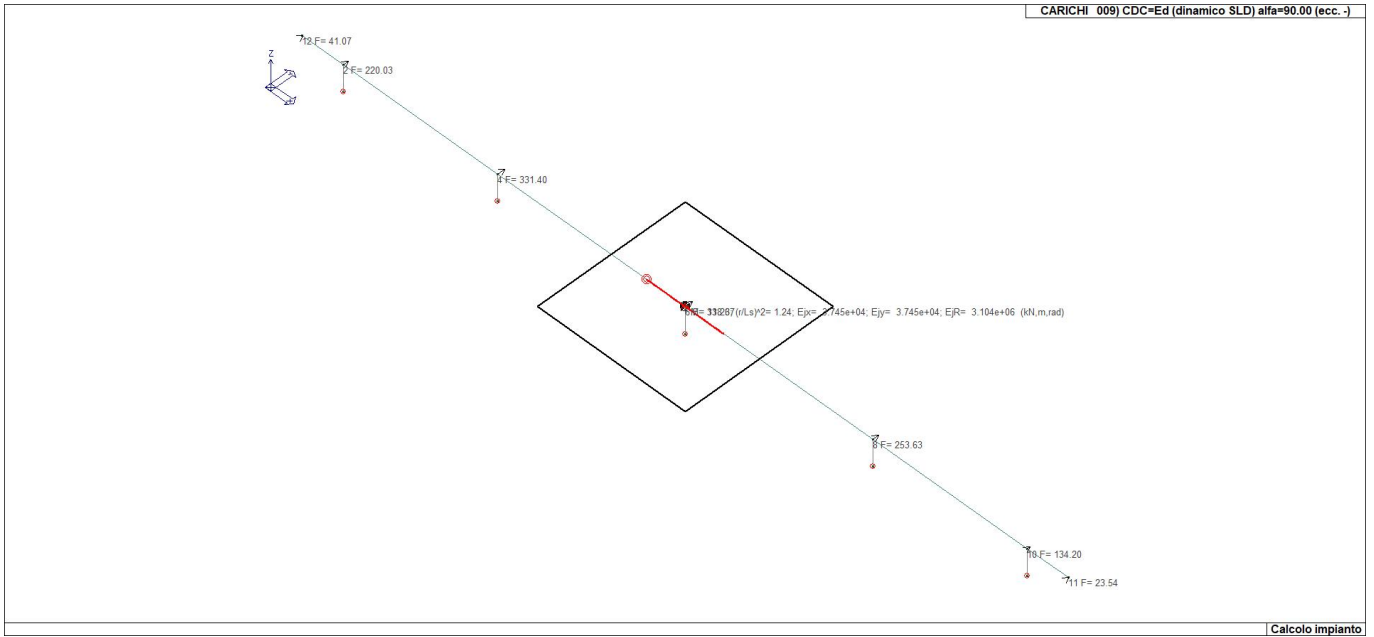 CARICHI 009) CDC=Ed (dinamico SLD) alfa=90.00 (ecc. -)
12 F= 41.07
Z
2 F= 220.03
4 F= 331.40
(r/Ls)^2= 1.24; Ejx= 3.745e+04; Ejy= 3.745e+04; EjR= 3.104e+06 (kN,m,rad)
8 F= 253.63
10 F= 134.20
11 F= 23.54
Calcolo impianto